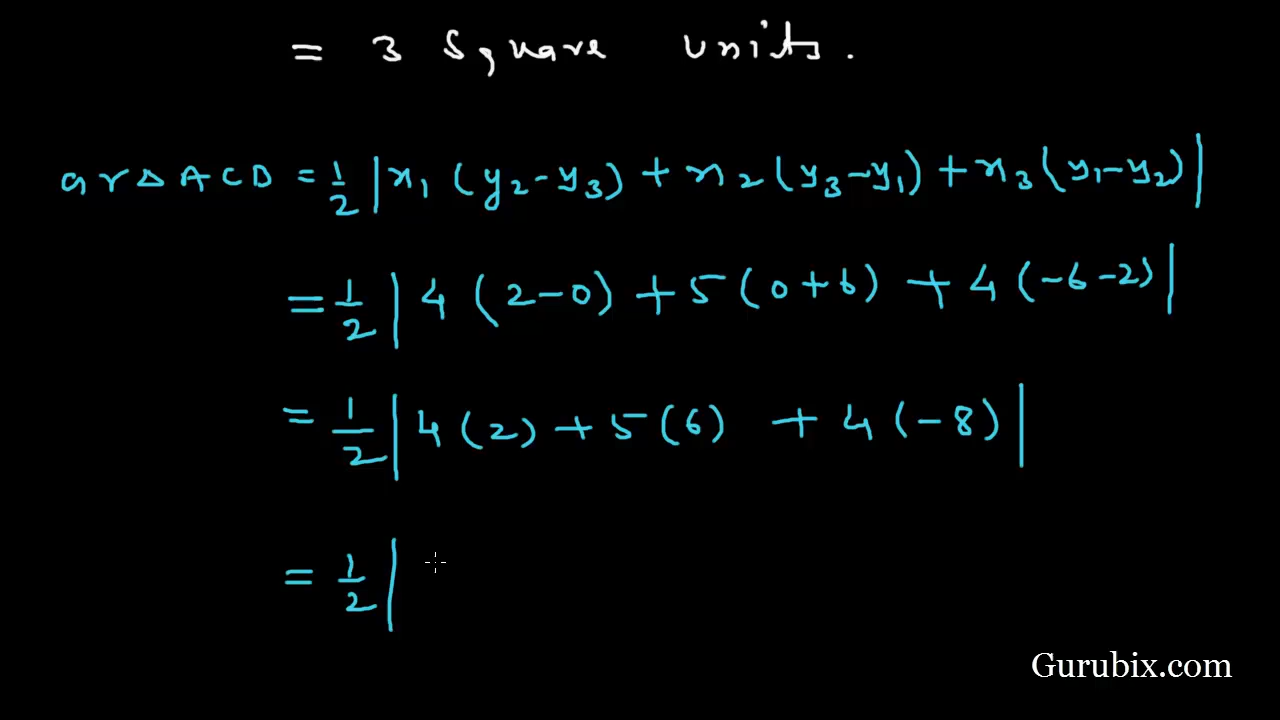 = 3 Square Units.
ar △ ACD = 1/2 |x₁ (y₂-y₃) + x₂ (y₃-y₁) + x₃ (y₁-y₂)|
= 1/2 | 4 (2-0) + 5 (0+6) + 4 (-6-2)|
= 1/2 | 4 (2) + 5 (6) + 4 (-8) |
= 1/2 |
Gurubix.com